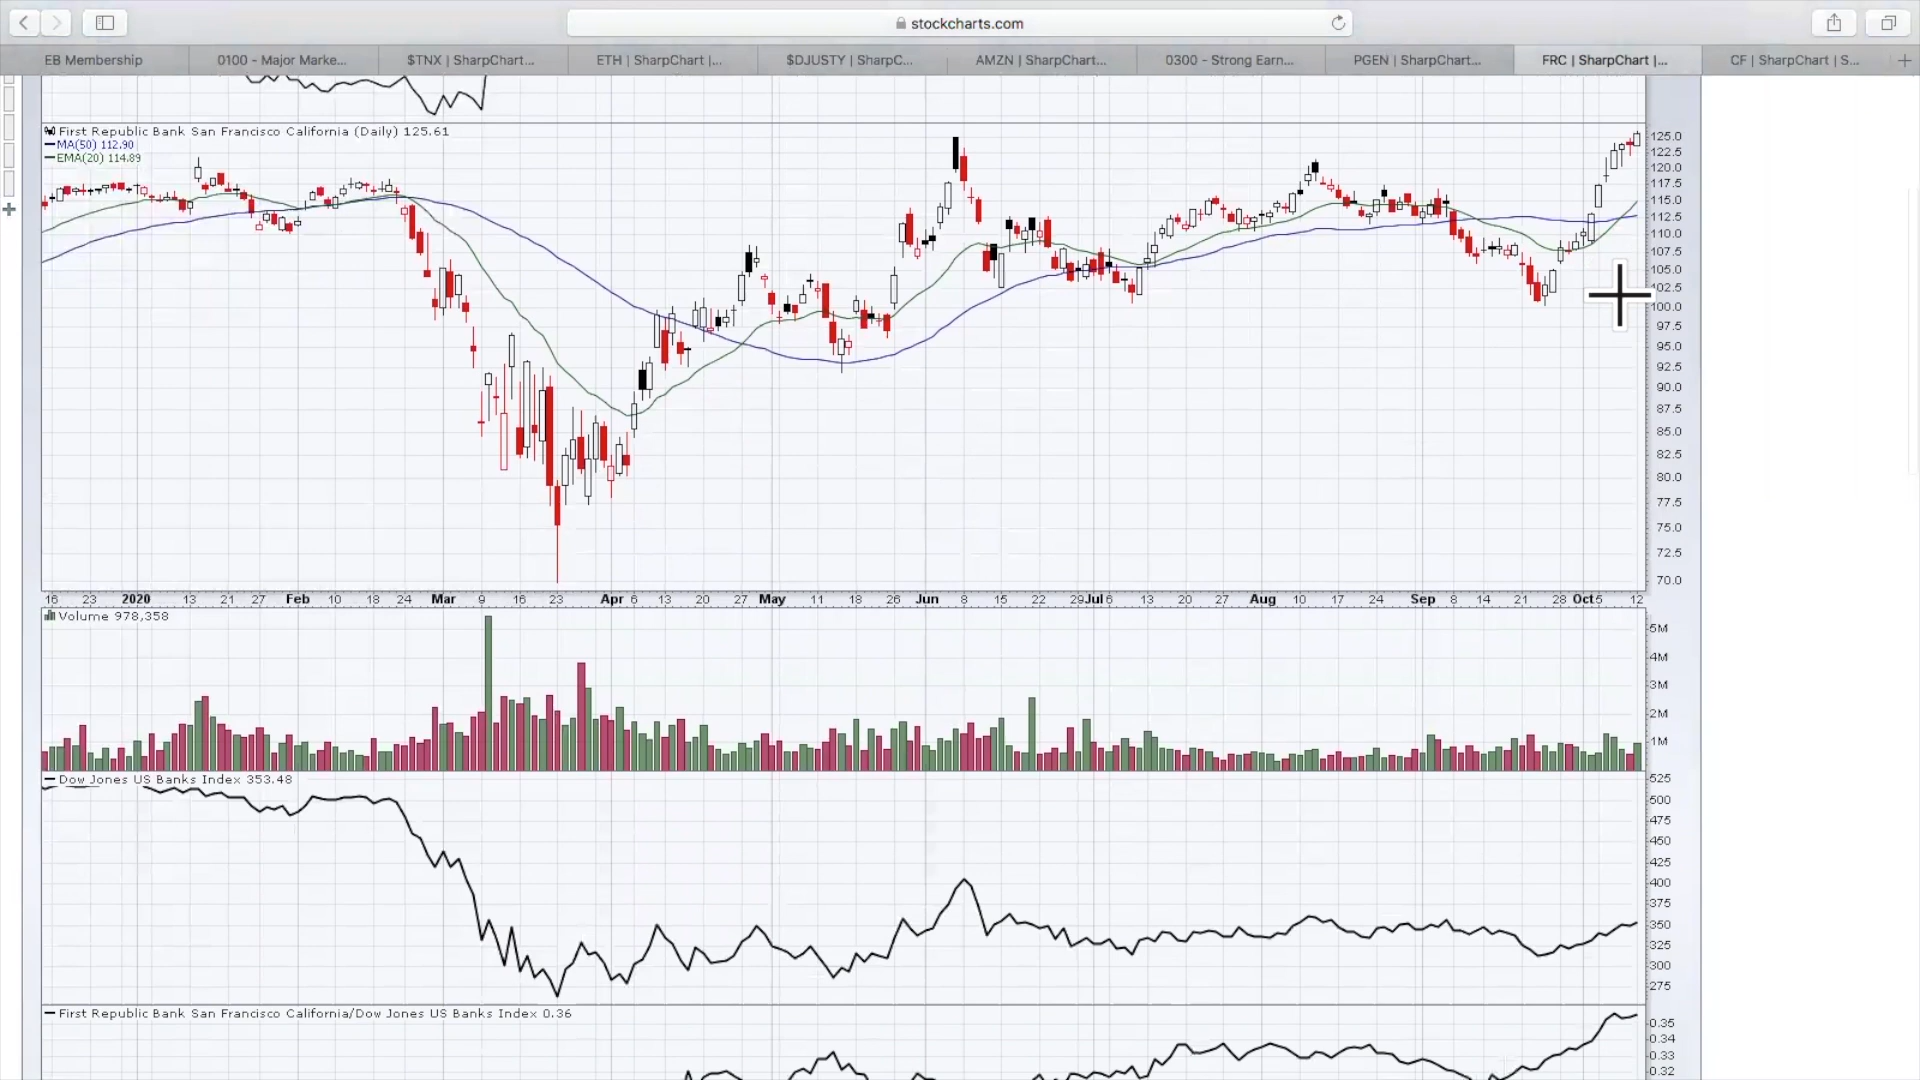 stockcharts.com
EB Membership
0100 - Major Marke...
$TNX | SharpChart...
ETH | SharpChart |...
$DJUSTY | SharpC...
AMZN | SharpChart...
0300 - Strong Earn...
PGEN | SharpChart...
FRC | SharpChart |...
CF | SharpChart | S...
First Republic Bank San Francisco California (Daily) 125.61
MA(50) 112.90
EMA(20) 114.89
125.0
122.5
120.0
117.5
115.0
112.5
110.0
107.5
105.0
102.5
100.0
97.5
95.0
92.5
90.0
87.5
85.0
82.5
80.0
77.5
75.0
72.5
70.0
16 23 2020 13 21 27 Feb 10 18 24 Mar 9 16 23 Apr 6 13 20 27 May 11 18 26 Jun 8 15 22 29 Jul 6 13 20 27 Aug 10 17 24 Sep 8 14 21 28 Oct 5 12
Volume 978,358
5M
4M
3M
2M
1M
Dow Jones US Banks Index 353.48
525
500
475
450
425
400
375
350
325
300
275
First Republic Bank San Francisco California/Dow Jones US Banks Index 0.36
0.35
0.34
0.33
0.32